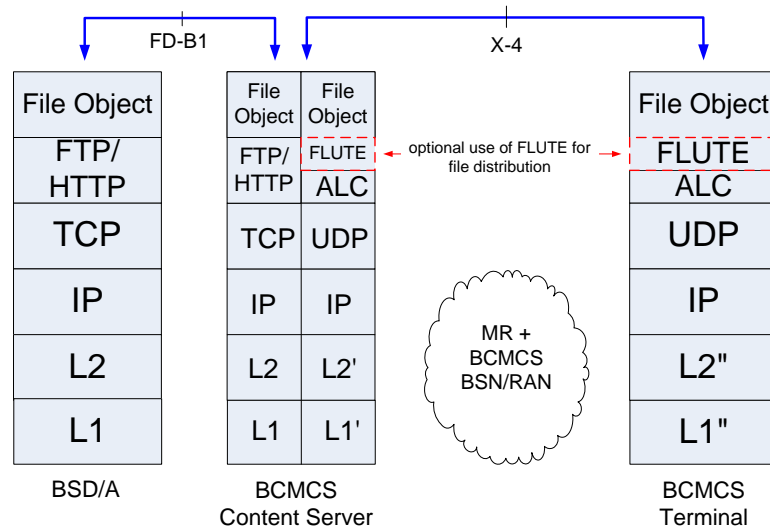 FD-B1
X-4
File Object
FTP/
HTTP
TCP
IP
L2
L1
BSD/A
File
Object
FTP/
HTTP
TCP
IP
L2
L1
File
Object
FLUTE
ALC
UDP
IP
L2'
L1'
BCMCS
Content Server
optional use of FLUTE for
file distribution
MR +
BCMCS
BSN/RAN
File Object
FLUTE
ALC
UDP
IP
L2"
L1"
BCMCS
Terminal